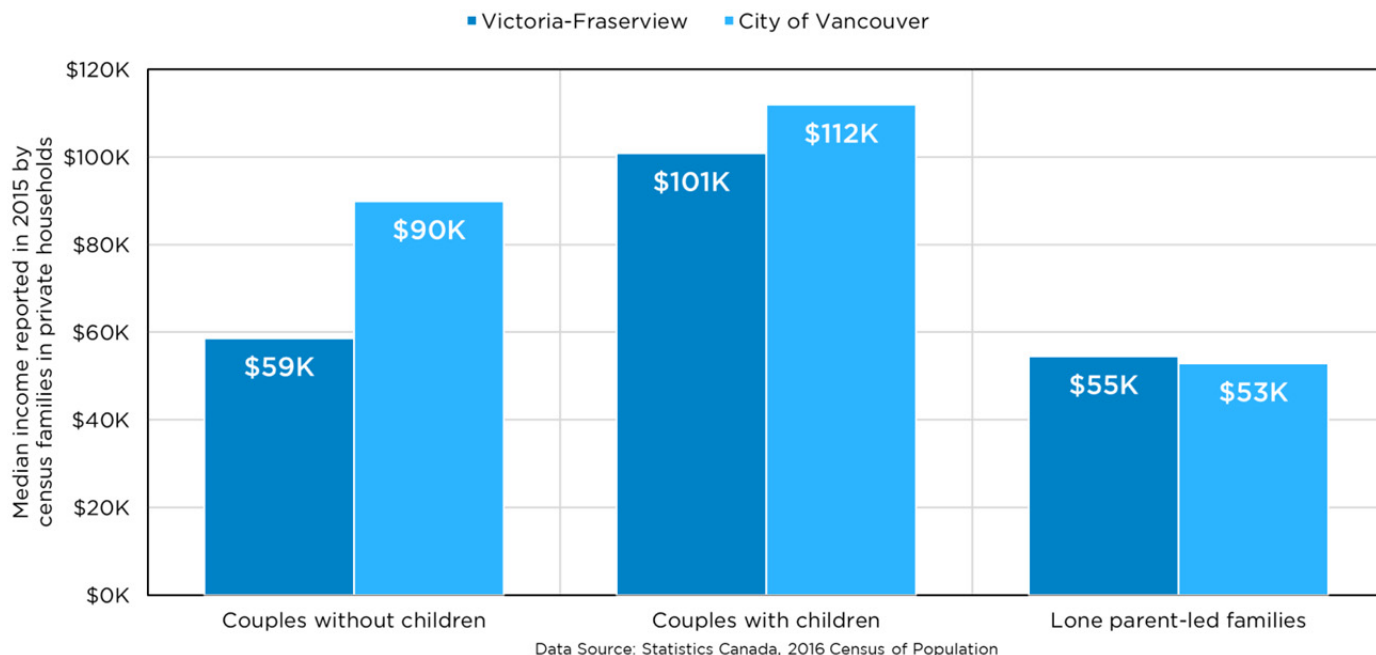 Victoria-Fraserview City of Vancouver
Median income reported in 2015 by
census families in private households
$120K
$100K
$80K
$60K
$40K
$20K
$0K
$59K
$90K
$101K
$112K
$55K
$53K
Couples without children
Couples with children
Lone parent-led families
Data Source: Statistics Canada, 2016 Census of Population